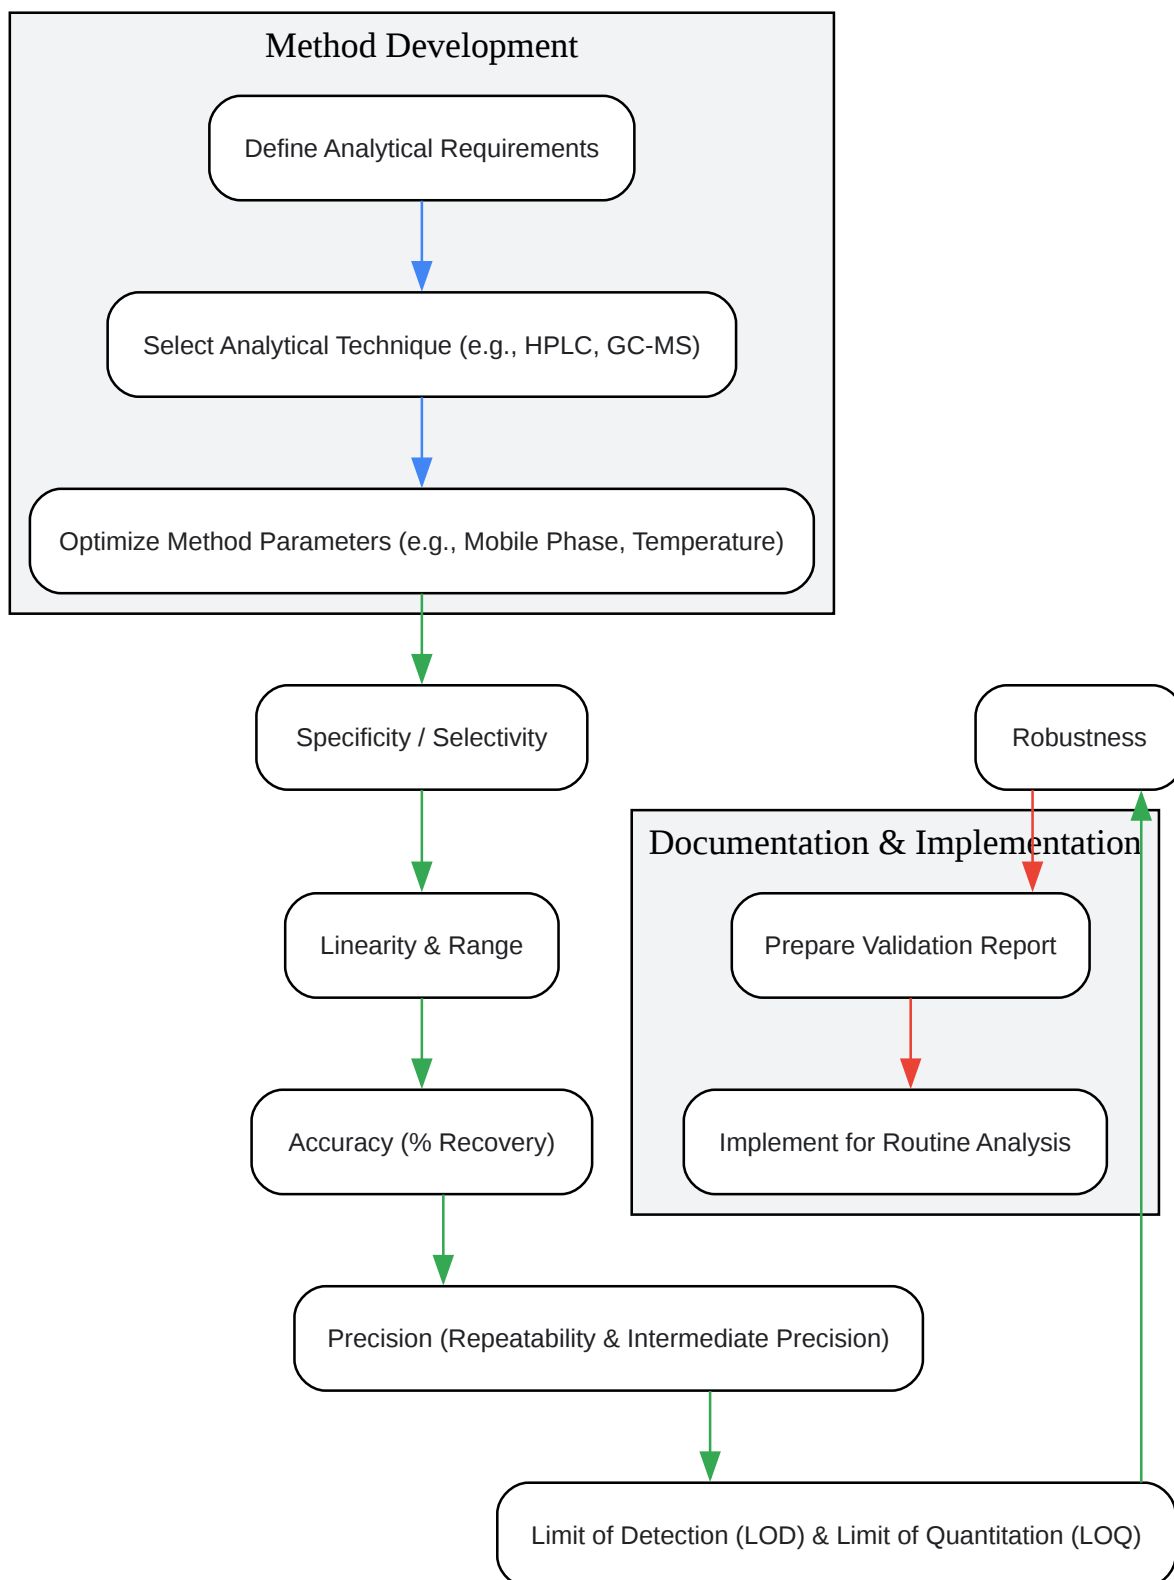 Method Development
Define Analytical Requirements
Select Analytical Technique (e.g., HPLC, GC-MS)
Optimize Method Parameters (e.g., Mobile Phase, Temperature)
Specificity / Selectivity
Robustness
Documentation & Implementation
Linearity & Range
Prepare Validation Report
Accuracy (% Recovery)
Implement for Routine Analysis
Precision (Repeatability & Intermediate Precision)
Limit of Detection (LOD) & Limit of Quantitation (LOQ)